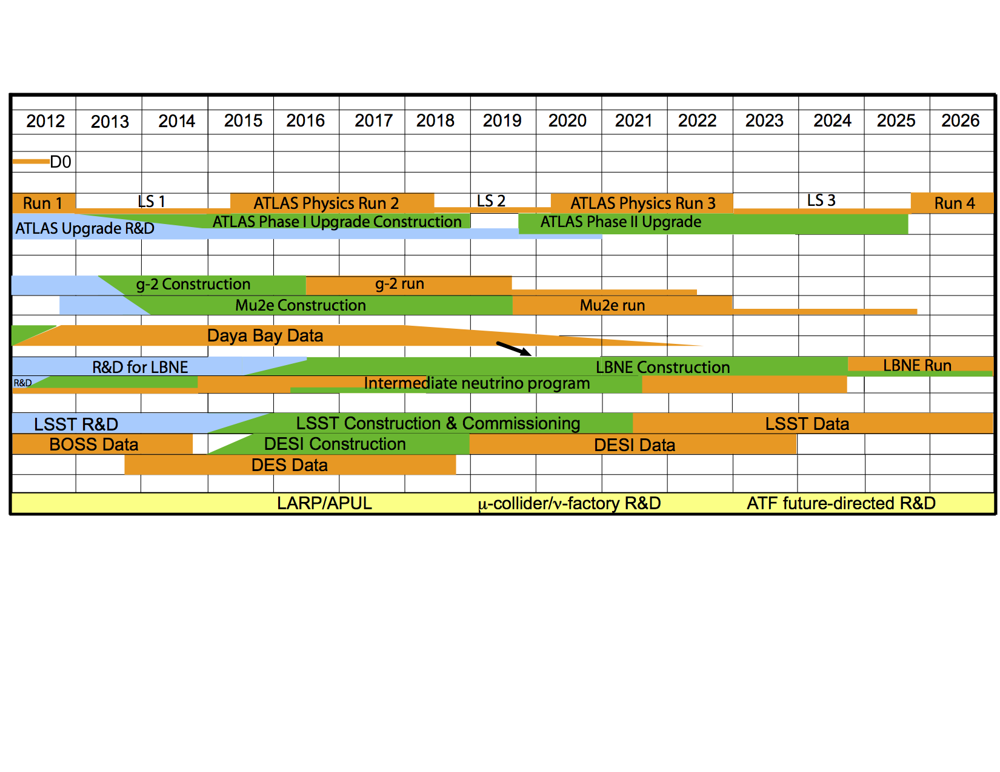 2012 2013 2014 2015 2016 2017 2018 2019 2020 2021 2022 2023 2024 2025 2026
D0
Run 1 LS 1 ATLAS Physics Run 2 LS 2 ATLAS Physics Run 3 LS 3 Run 4
ATLAS Upgrade R&D ATLAS Phase I Upgrade Construction ATLAS Phase II Upgrade
g-2 Construction g-2 run
Mu2e Construction Mu2e run
Daya Bay Data
R&D for LBNE LBNE Construction LBNE Run
R&D Intermediate neutrino program
LSST R&D LSST Construction & Commissioning LSST Data
BOSS Data DESI Construction DESI Data
DES Data
LARP/APUL μ-collider/ν-factory R&D ATF future-directed R&D